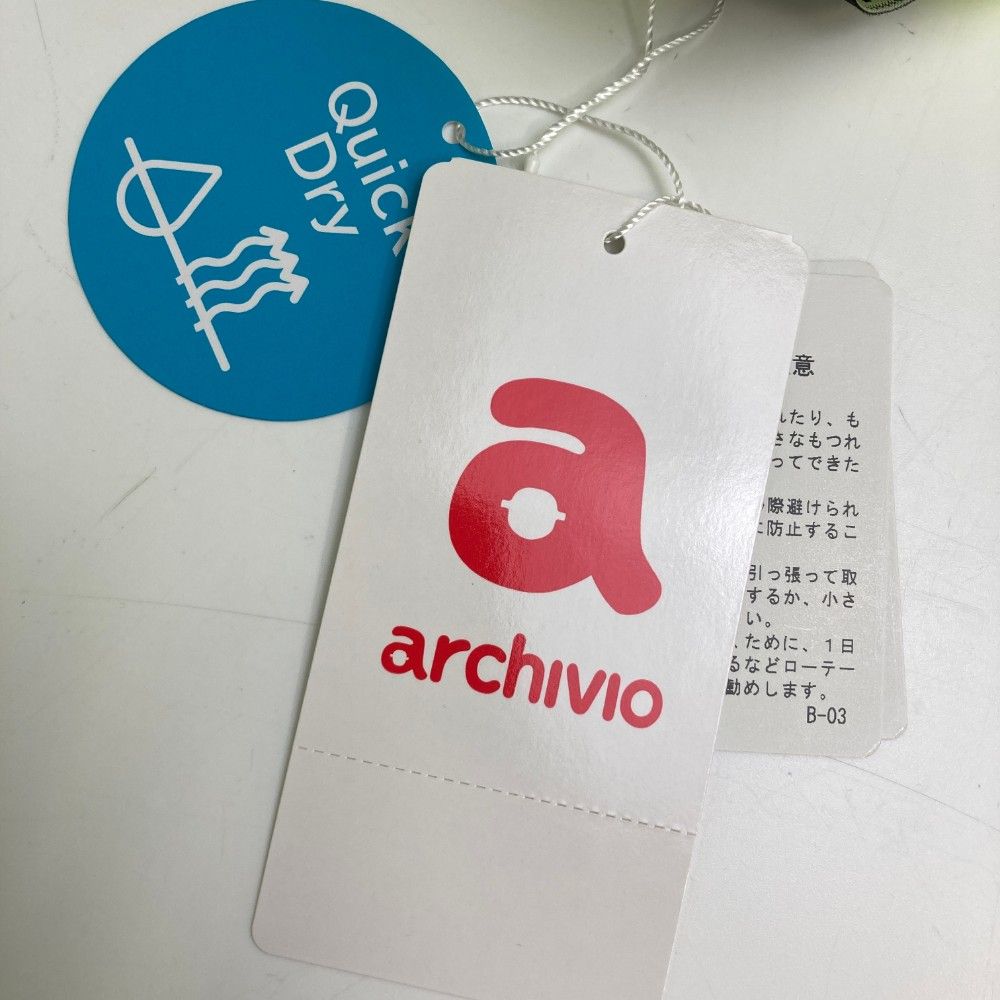 Quick
Dry
archivio
意
たり、も
さなもつれ
ってできた
際避けられ
に防止するこ
引っ張って取
するか、小さ
い。
ために、1日
るなどローテー
勧めします。
B-03